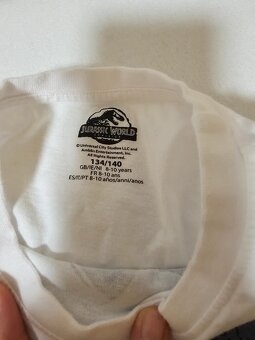 JURASSIC WORLD
©Universal City Studios LLC and
Amblin Entertainment, Inc.
All Rights Reserved.
134/140
GB/IE/NI 8-10 years
FR 8-10 ans
ES/IT/PT 8-10 años/anni/anos